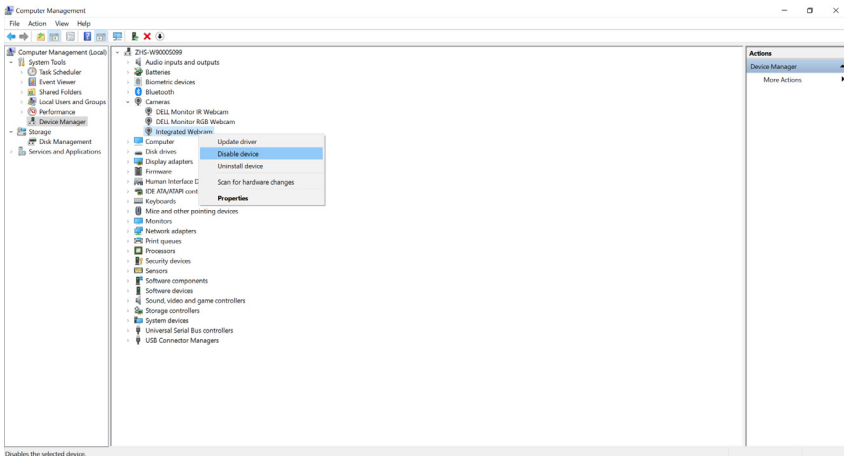 Computer Management
File Action View Help
Computer Management (Local)
System Tools
Task Scheduler
Event Viewer
Shared Folders
Local Users and Groups
Performance
Device Manager
Storage
Disk Management
Services and Applications
ZHS-W90005099
Audio inputs and outputs
Batteries
Biometric devices
Bluetooth
Cameras
DELL Monitor IR Webcam
DELL Monitor RGB Webcam
Integrated Webcam
Computer
Disk drives
Display adapters
Firmware
Human Interface D
IDE ATA/ATAPI cont
Keyboards
Mice and other pointing devices
Monitors
Network adapters
Print queues
Processors
Security devices
Sensors
Software components
Software devices
Sound, video and game controllers
Storage controllers
System devices
Universal Serial Bus controllers
USB Connector Managers
Update driver
Disable device
Uninstall device
Scan for hardware changes
Properties
Actions
Device Manager
More Actions
Disables the selected device.